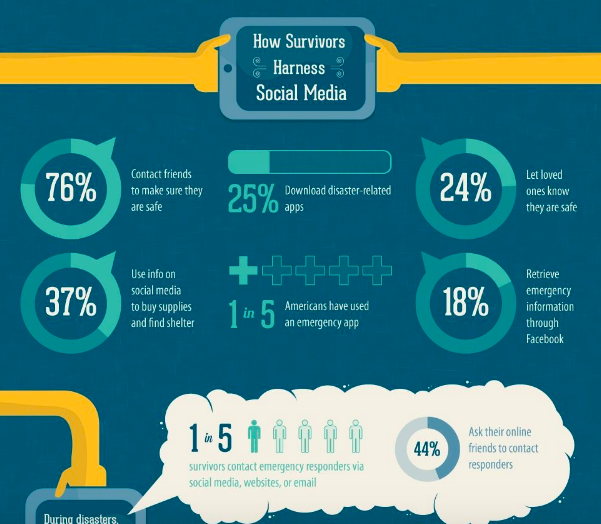 How Survivors
Harness
Social Media
76%
Contact friends
to make sure they
are safe
25%
Download disaster-related
apps
24%
Let loved
ones know
they are safe
37%
Use info on
social media
to buy supplies
and find shelter
1 in 5
Americans have used
an emergency app
18%
Retrieve
emergency
information
through
Facebook
1 in 5
survivors contact emergency responders via
social media, websites, or email
44%
Ask their online
friends to contact
responders
During disasters,